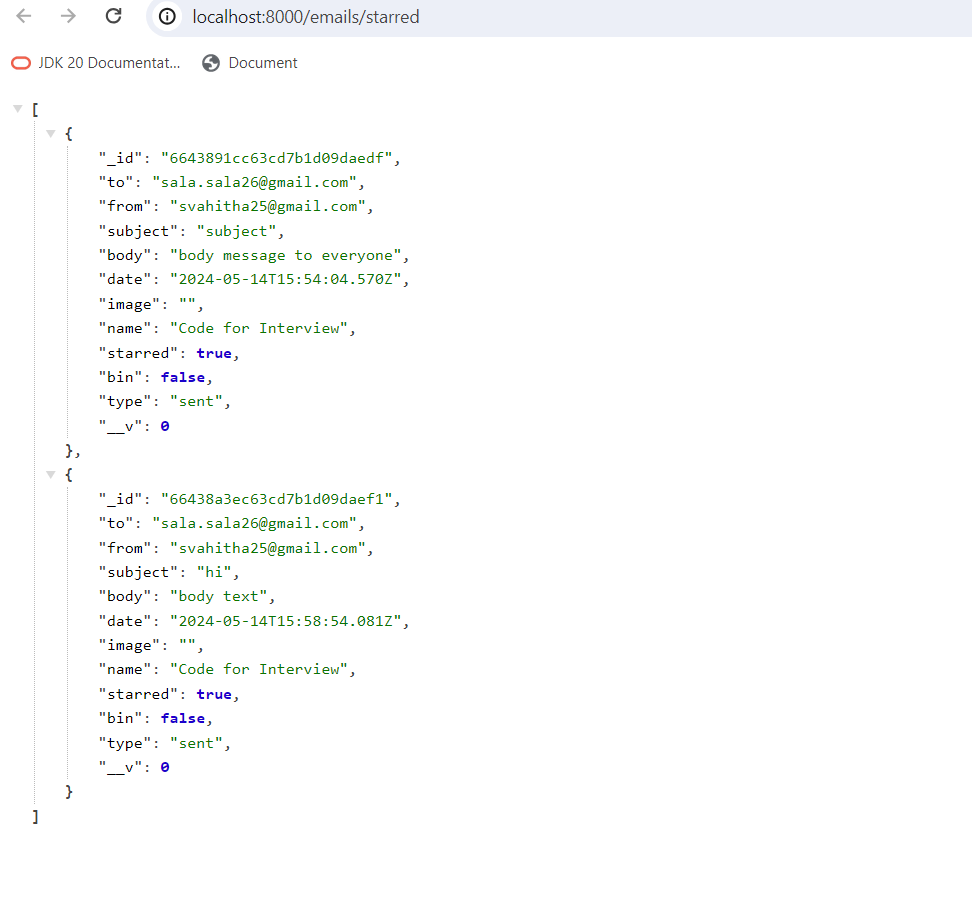 localhost:8000/emails/starred
JDK 20 Documentat... Document
[
{
"_id": "6643891cc63cd7b1d09daedf",
"to": "sala.sala26@gmail.com",
"from": "svahitha25@gmail.com",
"subject": "subject",
"body": "body message to everyone",
"date": "2024-05-14T15:54:04.570Z",
"image": "",
"name": "Code for Interview",
"starred": true,
"bin": false,
"type": "sent",
"__v": 0
},
{
"_id": "66438a3ec63cd7b1d09daef1",
"to": "sala.sala26@gmail.com",
"from": "svahitha25@gmail.com",
"subject": "hi",
"body": "body text",
"date": "2024-05-14T15:58:54.081Z",
"image": "",
"name": "Code for Interview",
"starred": true,
"bin": false,
"type": "sent",
"__v": 0
}
]